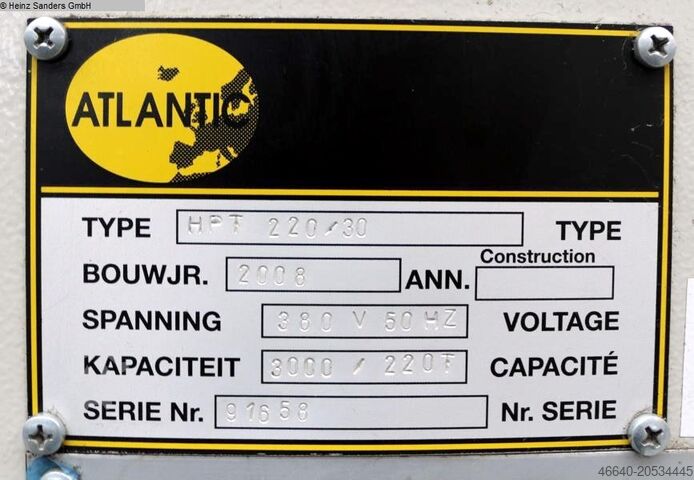 © Heinz Sanders GmbH
ATLANTIC
TYPE HPT 220/30 TYPE
BOUWJR. 2008 ANN. Construction
SPANNING 380 V 50 HZ VOLTAGE
KAPACITEIT 3000 / 220T CAPACITÉ
SERIE Nr. 91658 Nr. SERIE
46640-20534445